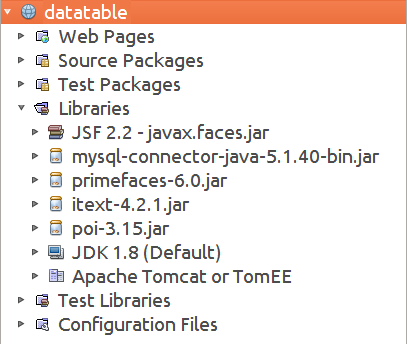 datatable
Web Pages
Source Packages
Test Packages
Libraries
JSF 2.2 - javax.faces.jar
mysql-connector-java-5.1.40-bin.jar
primefaces-6.0.jar
itext-4.2.1.jar
poi-3.15.jar
JDK 1.8 (Default)
Apache Tomcat or TomEE
Test Libraries
Configuration Files